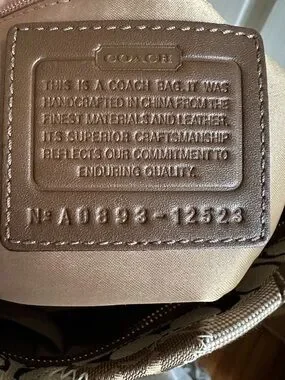 COACH
THIS IS A COACH BAG. IT WAS
HANDCRAFTED IN CHINA FROM THE
FINEST MATERIALS AND LEATHER.
ITS SUPERIOR CRAFTSMANSHIP
REFLECTS OUR COMMITMENT TO
ENDURING QUALITY.
Nº A0893-12523